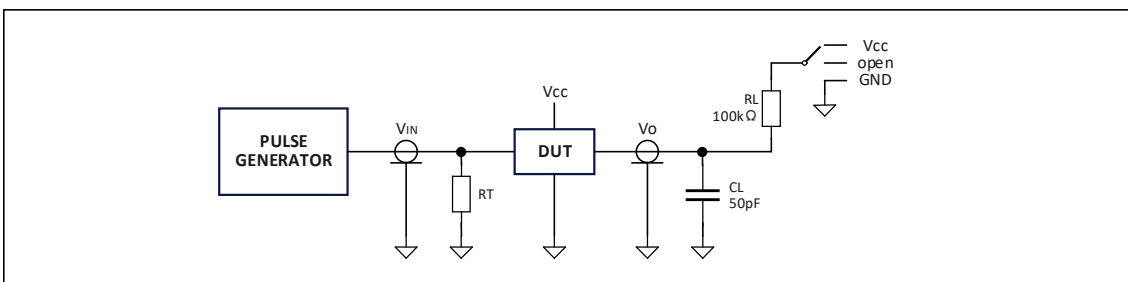 Vcc
open
GND
RL
100kΩ
Vcc
VIN
Vo
PULSE
GENERATOR
DUT
RT
CL
50pF